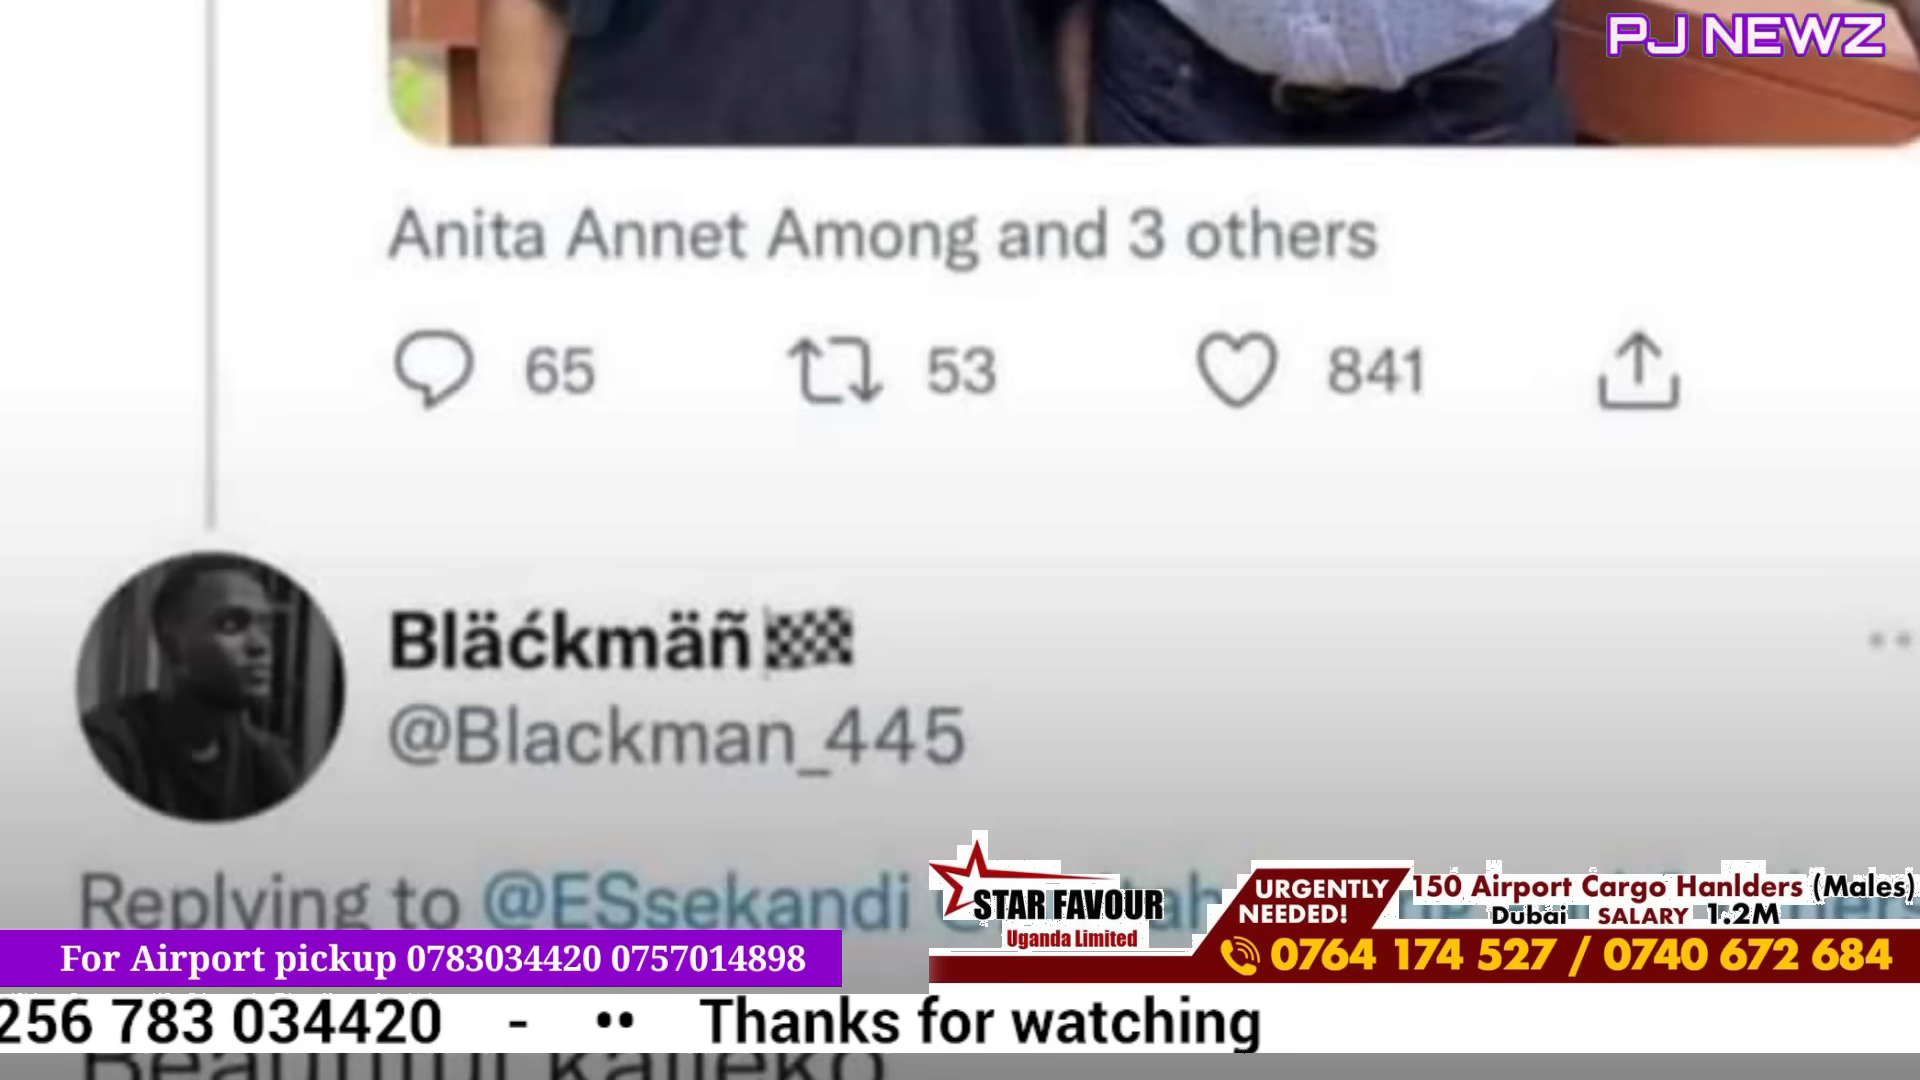 PJ NEWZ
Anita Annet Among and 3 others
65 53 841
Bläćkmäñ
@Blackman_445
Replying to @ESsekandi
STAR FAVOUR
Uganda Limited
URGENTLY
NEEDED!
150 Airport Cargo Hanlders (Males)
Dubai SALARY 1.2M
0764 174 527 / 0740 672 684
For Airport pickup 0783034420 0757014898
256 783 034420 - •• Thanks for watching
Beautiful